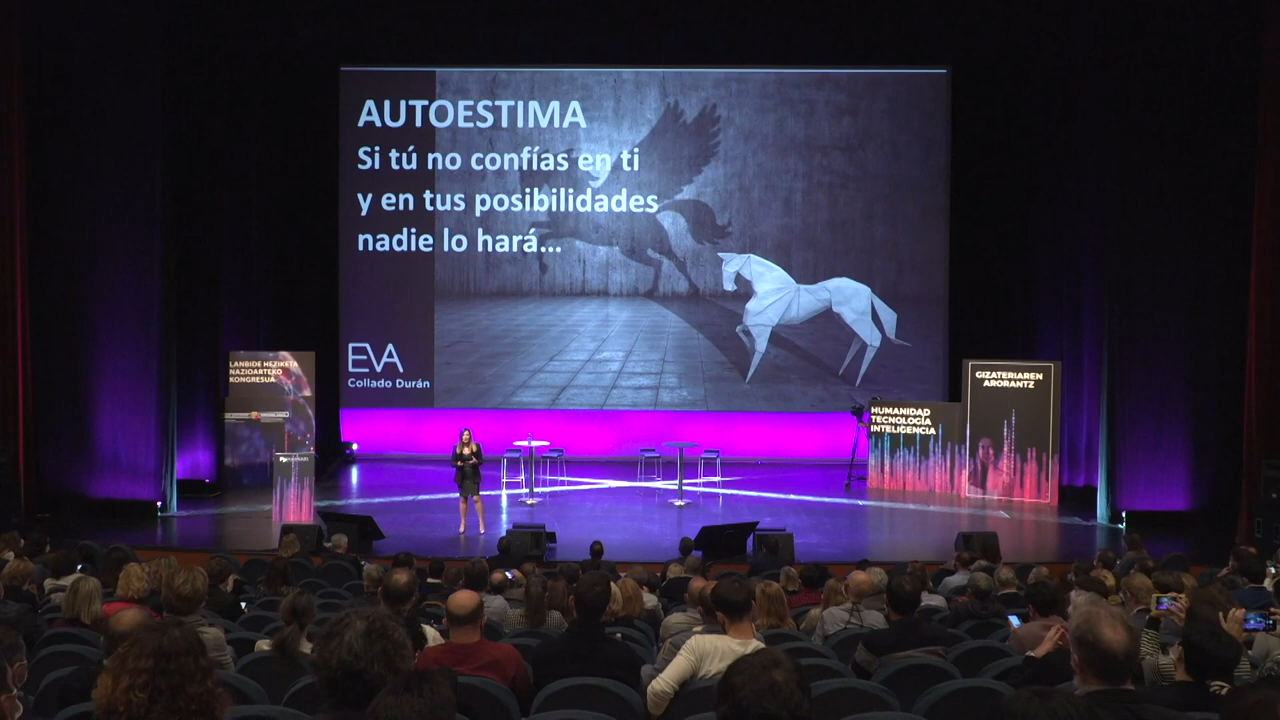 AUTOESTIMA
Si tú no confías en ti
y en tus posibilidades
nadie lo hará...
EVA
Collado Durán
LANBIDE HEZIKETA
NAZIOARTEKO
KONGRESUA
HUMANIDAD
TECNOLOGÍA
INTELIGENCIA
GIZATERIAREN
ARORANTZ